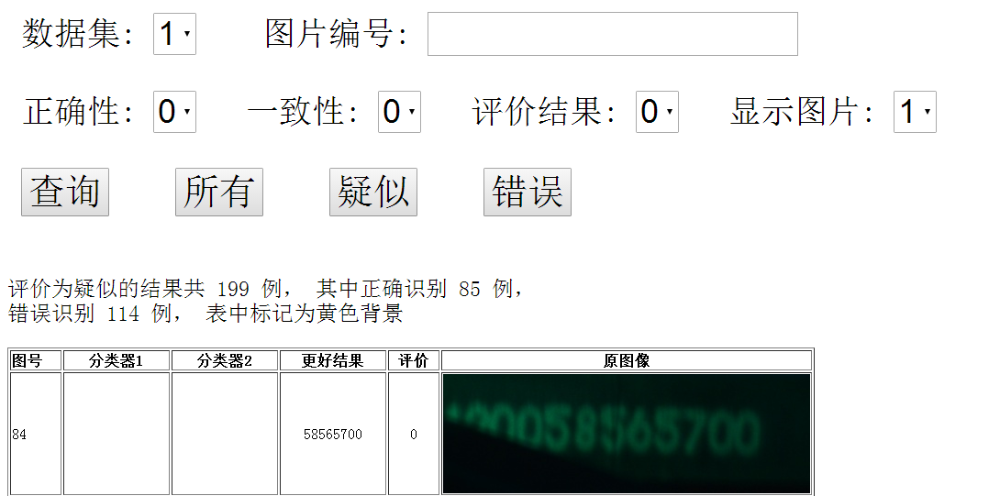 数据集: 1 图片编号:
正确性: 0 一致性: 0 评价结果: 0 显示图片: 1
查询 所有 疑似 错误
评价为疑似的结果共 199 例, 其中正确识别 85 例,
错误识别 114 例, 表中标记为黄色背景
图号 分类器1 分类器2 更好结果 评价 原图像
84 58565700 0 58565700